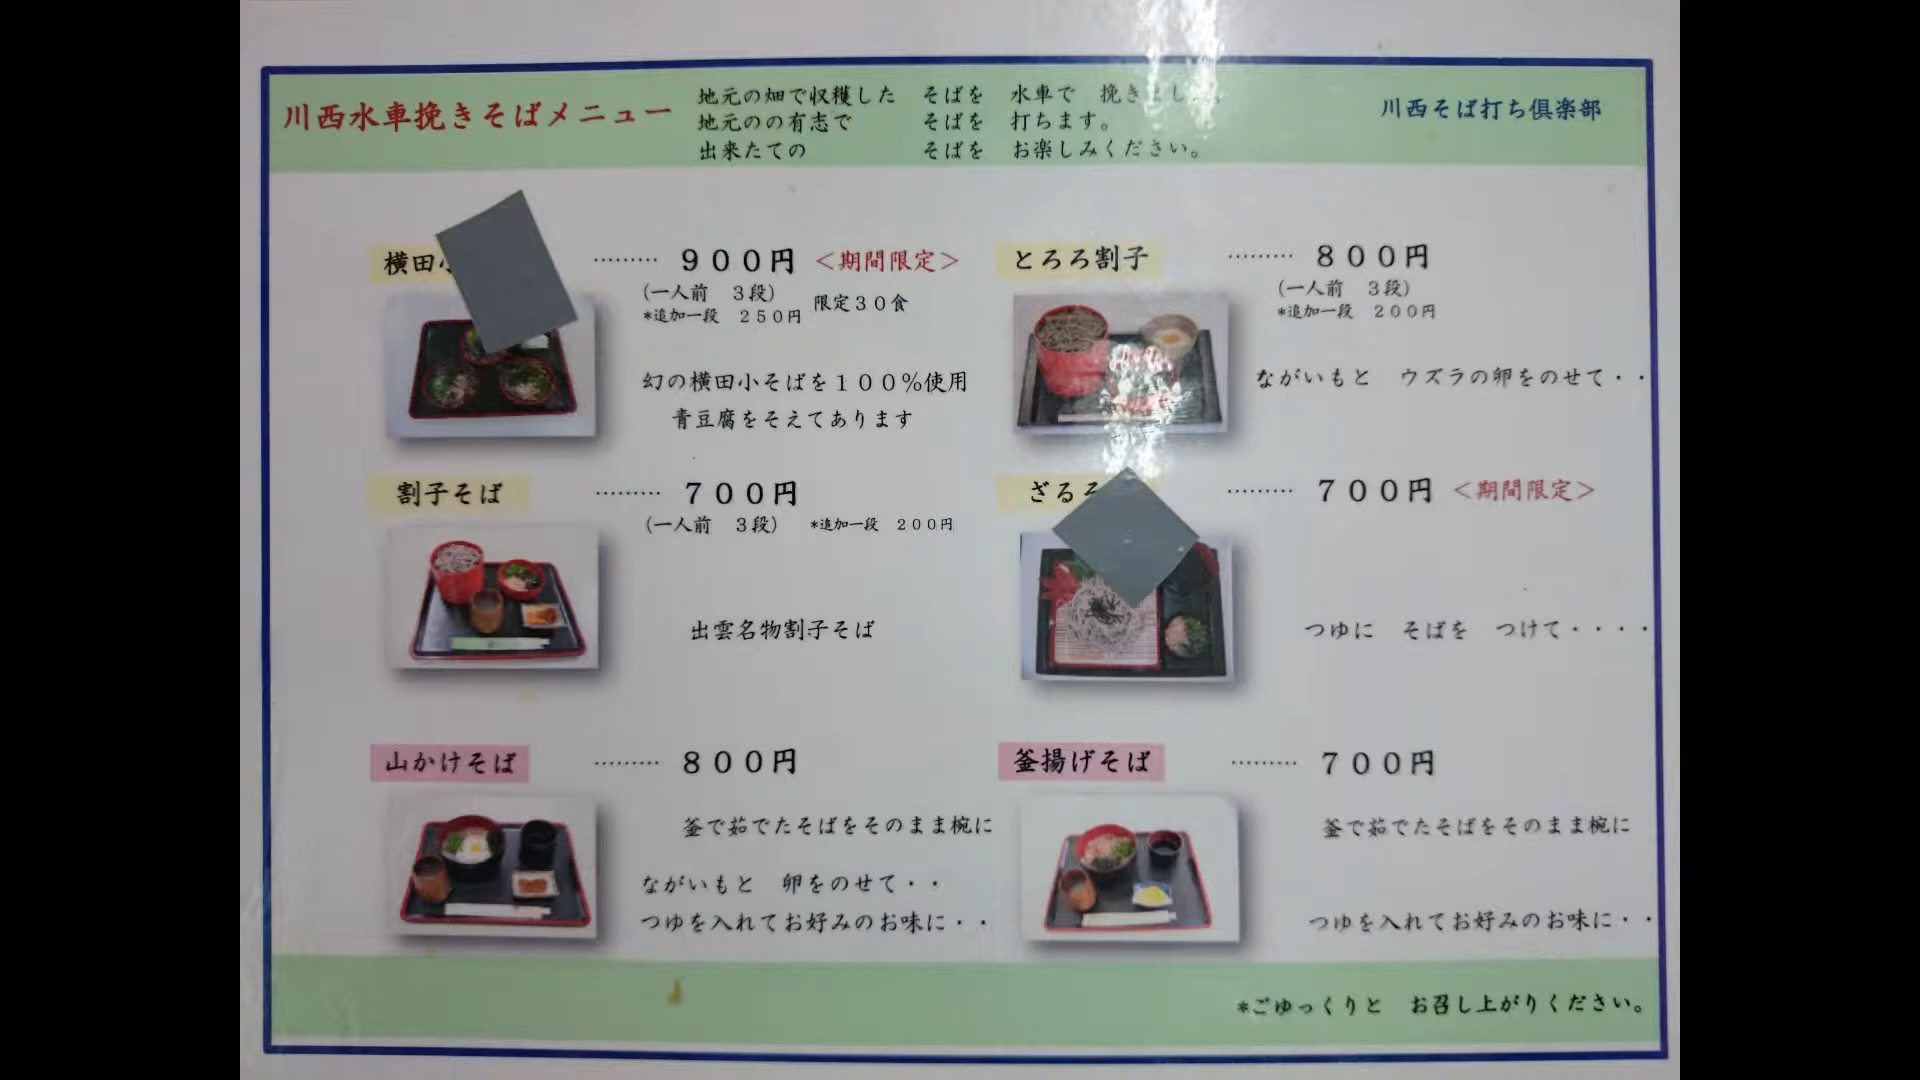 川西水車挽きそばメニュー
地元の畑で収穫した そばを 水車で 挽き
地元のの有志で そばを 打ちます。
出来たての そばを お楽しみください。
川西そば打ち倶楽部
横田 ········· 900円 <期間限定>
(一人前 3段) 限定30食
*追加一段 250円
幻の横田小そばを100%使用
青豆腐をそえてあります
とろろ割子 ········· 800円
(一人前 3段)
*追加一段 200円
ながいもと ウズラの卵をのせて・・
割子そば ········· 700円
(一人前 3段) *追加一段 200円
出雲名物割子そば
ざる ········· 700円 <期間限定>
つゆに そばを つけて・・・・
山かけそば ········· 800円
釜で茹でたそばをそのまま椀に
ながいもと 卵をのせて・・
つゆを入れてお好みのお味に・・
釜揚げそば ········· 700円
釜で茹でたそばをそのまま椀に
つゆを入れてお好みのお味に・・
*ごゆっくりと お召し上がりください。